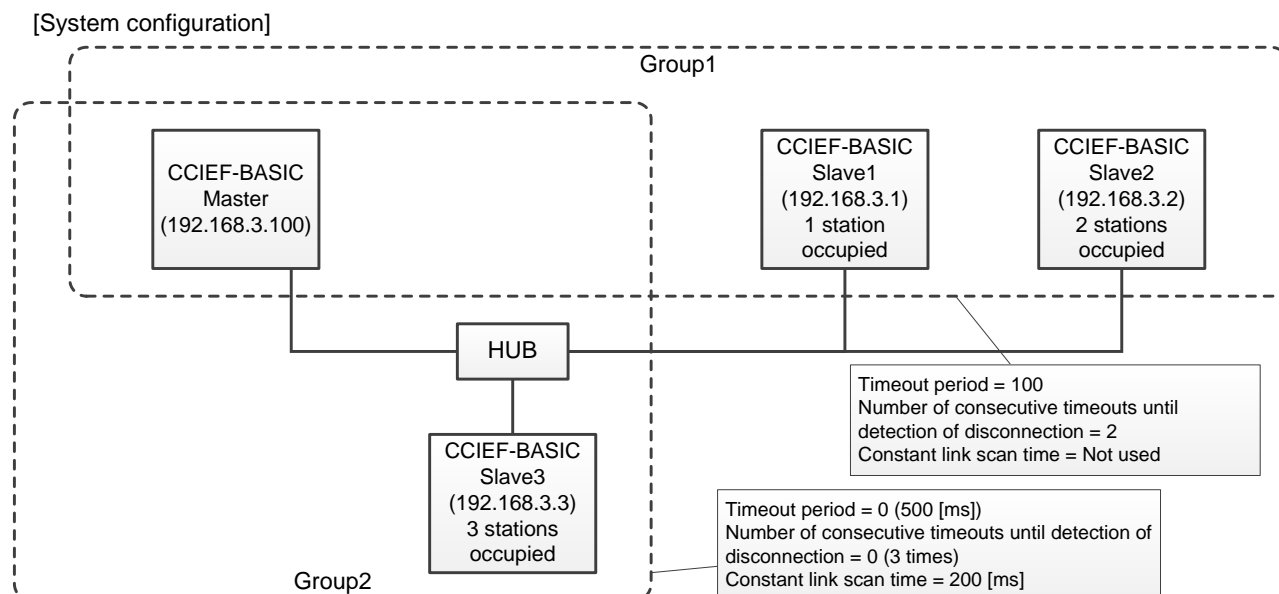 [System configuration]
Group1
CCIEF-BASIC
Master
(192.168.3.100)
CCIEF-BASIC
Slave1
(192.168.3.1)
1 station
occupied
CCIEF-BASIC
Slave2
(192.168.3.2)
2 stations
occupied
HUB
Timeout period = 100
Number of consecutive timeouts until
detection of disconnection = 2
Constant link scan time = Not used
CCIEF-BASIC
Slave3
(192.168.3.3)
3 stations
occupied
Timeout period = 0 (500 [ms])
Number of consecutive timeouts until detection of
disconnection = 0 (3 times)
Constant link scan time = 200 [ms]
Group2